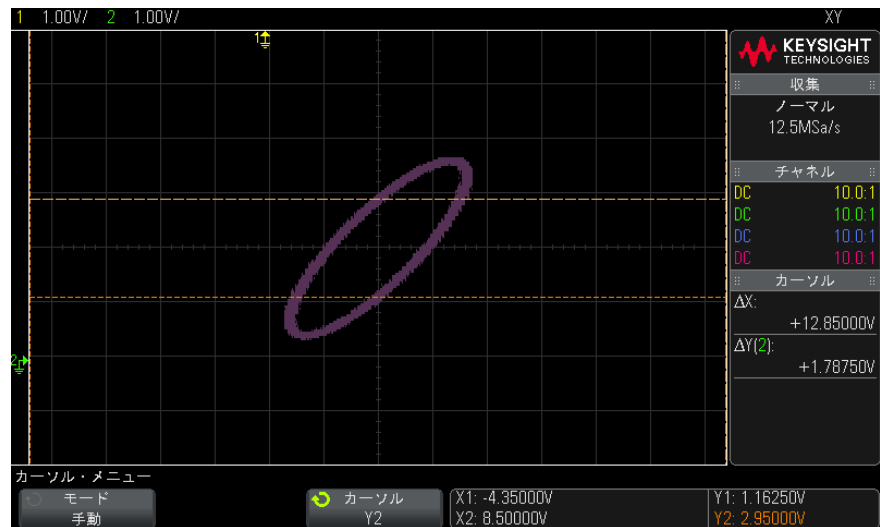 1 1.00V/ 2 1.00V/ XY
1
KEYSIGHT
TECHNOLOGIES
収集
ノーマル
12.5MSa/s
チャネル
DC 10.0:1
DC 10.0:1
DC 10.0:1
DC 10.0:1
カーソル
ΔX:
+12.85000V
ΔY(2):
+1.78750V
2
カーソル・メニュー
モード
手動
カーソル
Y2
X1: -4.35000V
X2: 8.50000V
Y1: 1.16250V
Y2: 2.95000V